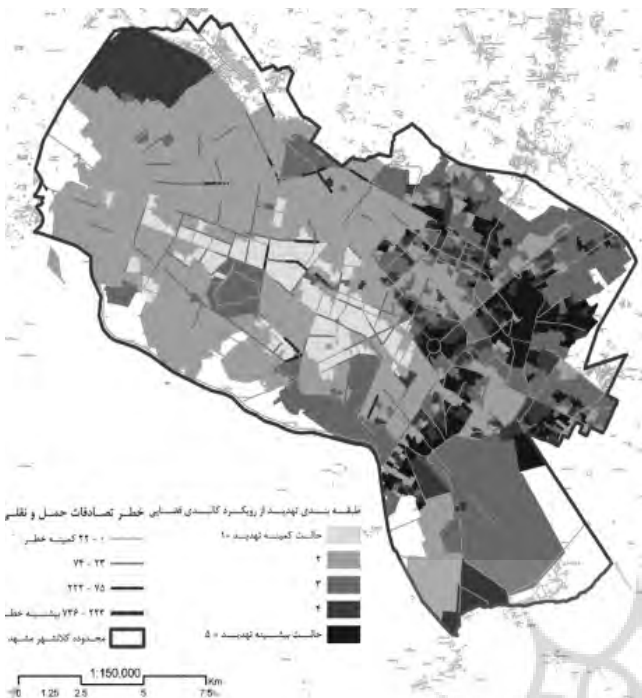 طبقه بندی تهدید از رویکرد کالبدی فضایی
حالت کمینه تهدید = ۱
۲
۳
۴
حالت بیشینه تهدید = ۵
خطر تصادفات حمل و نقلی
۰ - ۲۲ کمینه خطر
۲۳ - ۷۴
۷۵ - ۲۲۲
۲۲۳ - ۷۳۶ بیشینه خطر
محدوده کلانشهر مشهد
1:150,000
Km
0 1.25 2.5 5 7.5